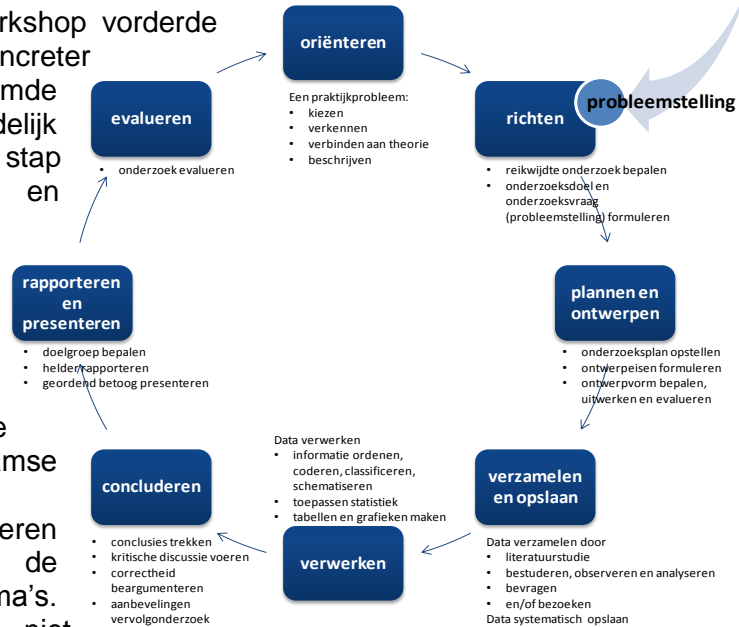 rkshop vorderde
ncreter
mde
delijk
stap
en
oriënteren
Een praktijkprobleem:
• kiezen
• verkennen
• verbinden aan theorie
• beschrijven
richten
probleemstelling
• reikwijdte onderzoek bepalen
• onderzoeksdoel en
onderzoeksvraag
(probleemstelling) formuleren
plannen en
ontwerpen
• onderzoeksplan opstellen
• ontwerpeisen formuleren
• ontwerpvorm bepalen,
uitwerken en evalueren
verzamelen
en opslaan
Data verzamelen door
• literatuurstudie
• bestuderen, observeren en analyseren
• bevragen
• en/of bezoeken
Data systematisch opslaan
Data verwerken
• informatie ordenen,
coderen, classificeren,
schematiseren
• toepassen statistiek
• tabellen en grafieken maken
verwerken
concluderen
• conclusies trekken
• kritische discussie voeren
• correctheid
beargumenteren
• aanbevelingen
vervolgonderzoek
rapporteren
en
presenteren
• doelgroep bepalen
• helder rapporteren
• geordend betoog presenteren
evalueren
• onderzoek evalueren
e
amse
eren
de
ma's.
niet